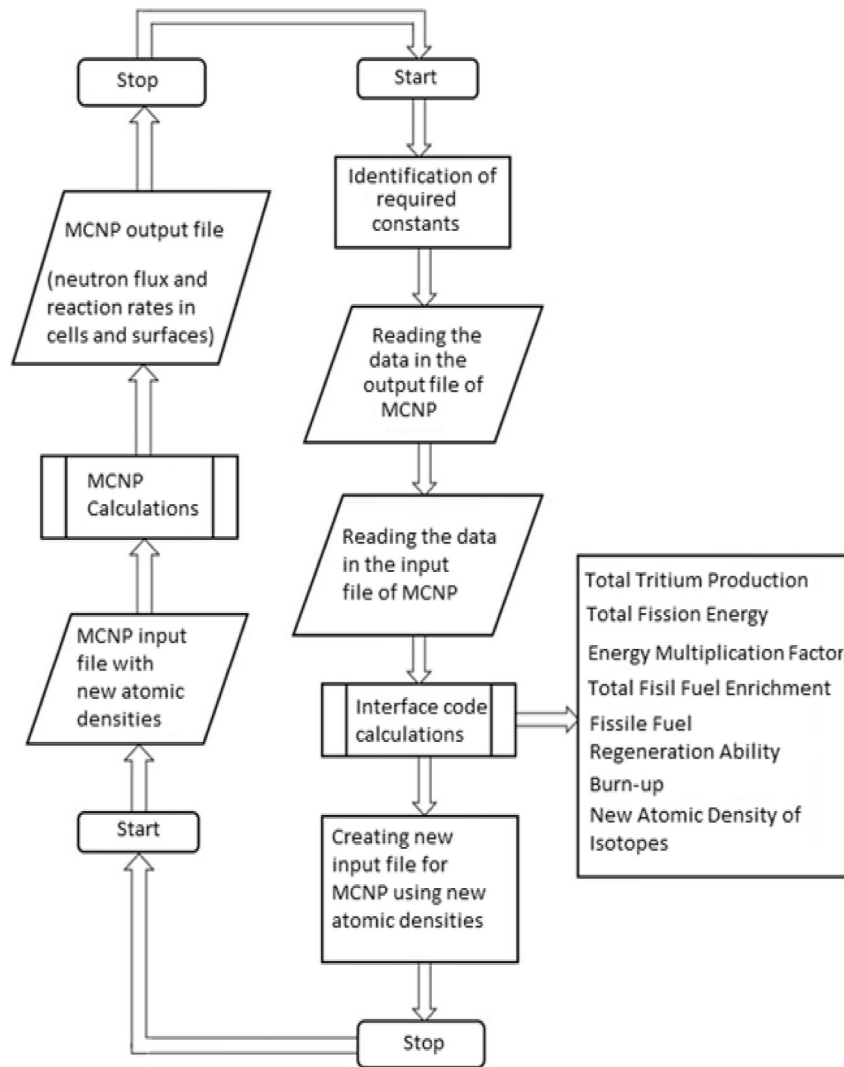 Stop
MCNP output file
(neutron flux and
reaction rates in
cells and surfaces)
MCNP
Calculations
MCNP input
file with
new atomic
densities
Start
Start
Identification of
required
constants
Reading the
data in the
output file of
MCNP
Reading the data
in the input
file of MCNP
Interface code
calculations
Creating new
input file for
MCNP using new
atomic densities
Stop
Total Tritium Production
Total Fission Energy
Energy Multiplication Factor
Total Fisil Fuel Enrichment
Fissile Fuel
Regeneration Ability
Burn-up
New Atomic Density of
Isotopes